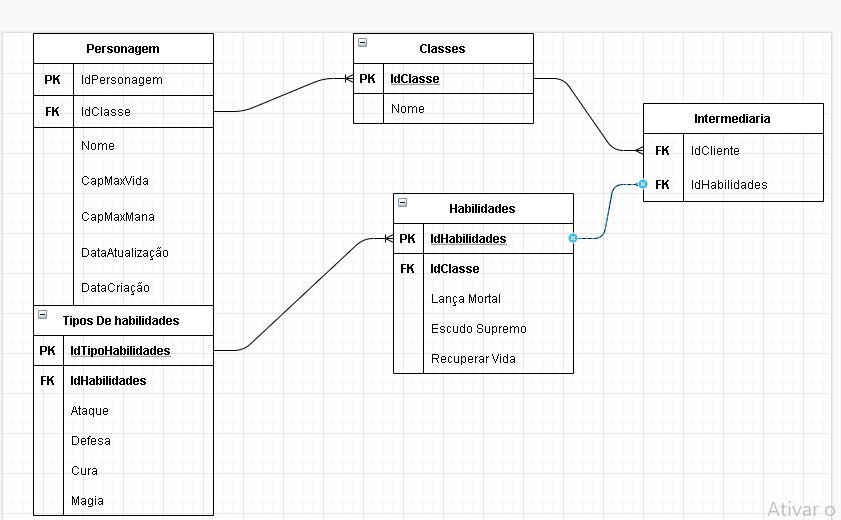 Personagem
PK IdPersonagem
FK IdClasse
Nome
CapMaxVida
CapMaxMana
DataAtualização
DataCriação
Tipos De habilidades
PK IdTipoHabilidades
FK IdHabilidades
Ataque
Defesa
Cura
Magia
Classes
PK IdClasse
Nome
Habilidades
PK IdHabilidades
FK IdClasse
Lança Mortal
Escudo Supremo
Recuperar Vida
Intermediaria
FK IdCliente
FK IdHabilidades
Ativar o